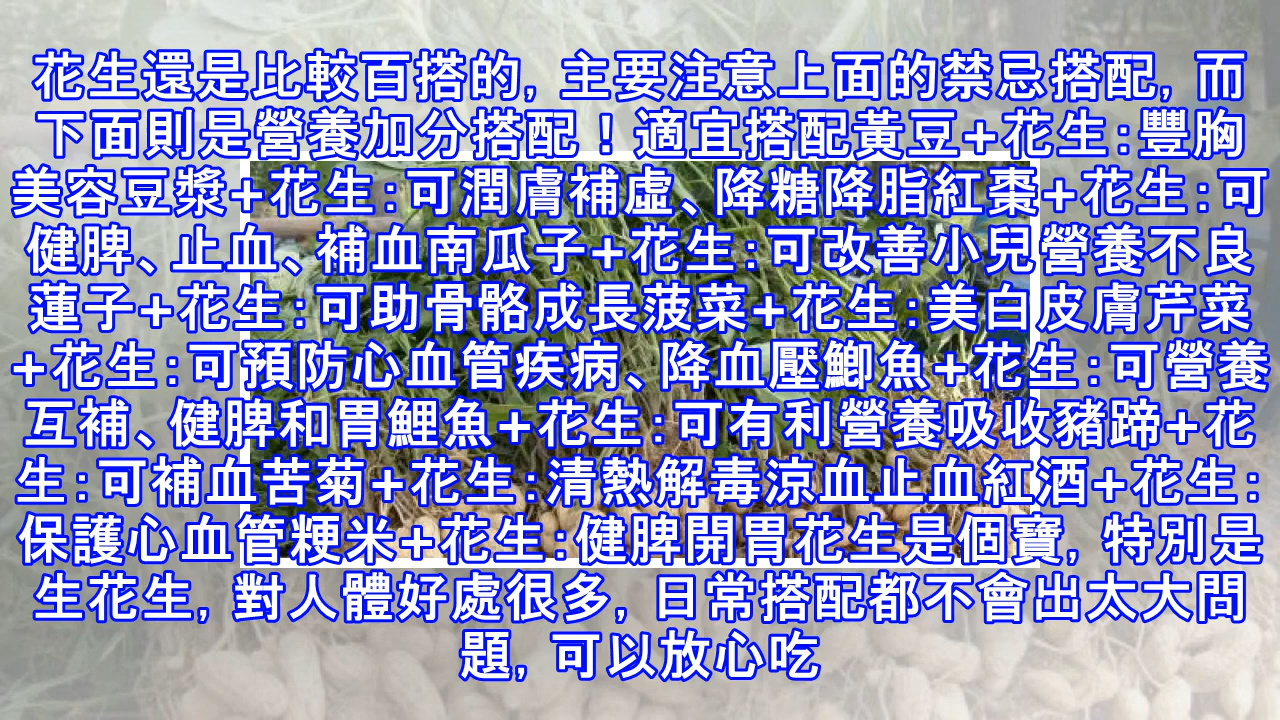 花生還是比較百搭的, 主要注意上面的禁忌搭配, 而
下面則是營養加分搭配！適宜搭配黃豆+花生:豐胸
美容豆漿+花生:可潤膚補虛、降糖降脂紅棗+花生:可
健脾、止血、補血南瓜子+花生:可改善小兒營養不良
蓮子+花生:可助骨骼成長菠菜+花生:美白皮膚芹菜
+花生:可預防心血管疾病、降血壓鯽魚+花生:可營養
互補、健脾和胃鯉魚+花生:可有利營養吸收豬蹄+花
生:可補血苦菊+花生:清熱解毒涼血止血紅酒+花生:
保護心血管粳米+花生:健脾開胃花生是個寶, 特別是
生花生, 對人體好處很多, 日常搭配都不會出太大問
題, 可以放心吃